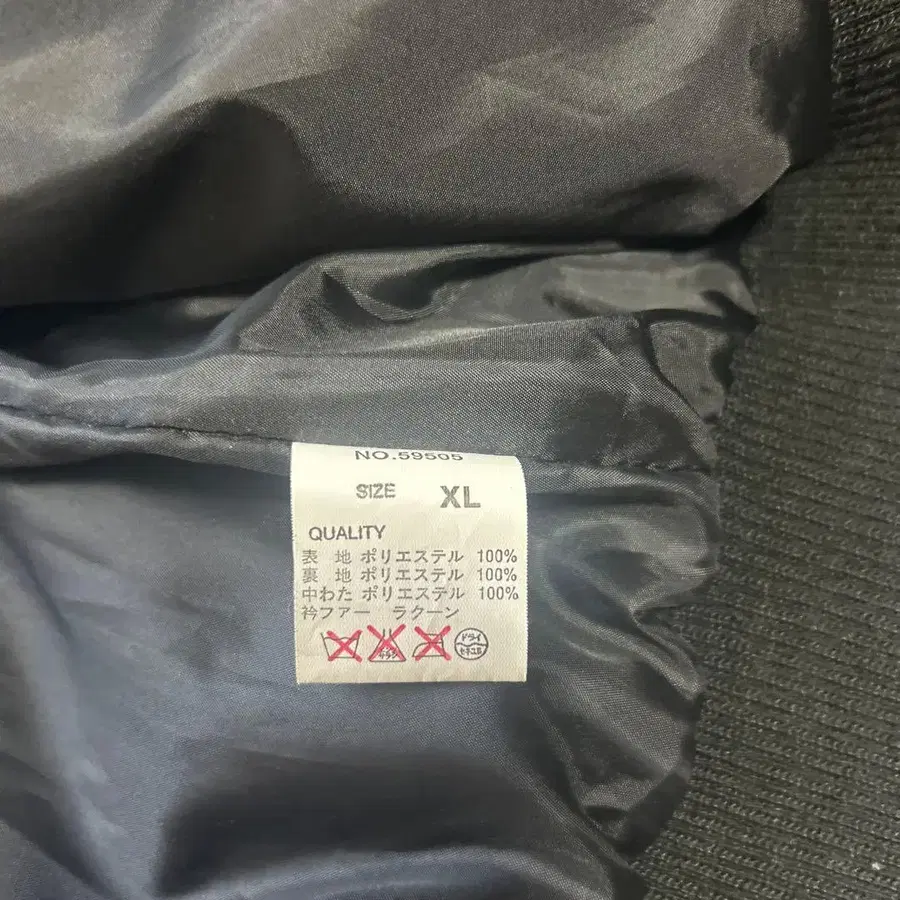 NO.59505
SIZE XL
QUALITY
表 地 ポリエステル 100%
裏 地 ポリエステル 100%
中わた ポリエステル 100%
衿ファー ラクーン
ドライ